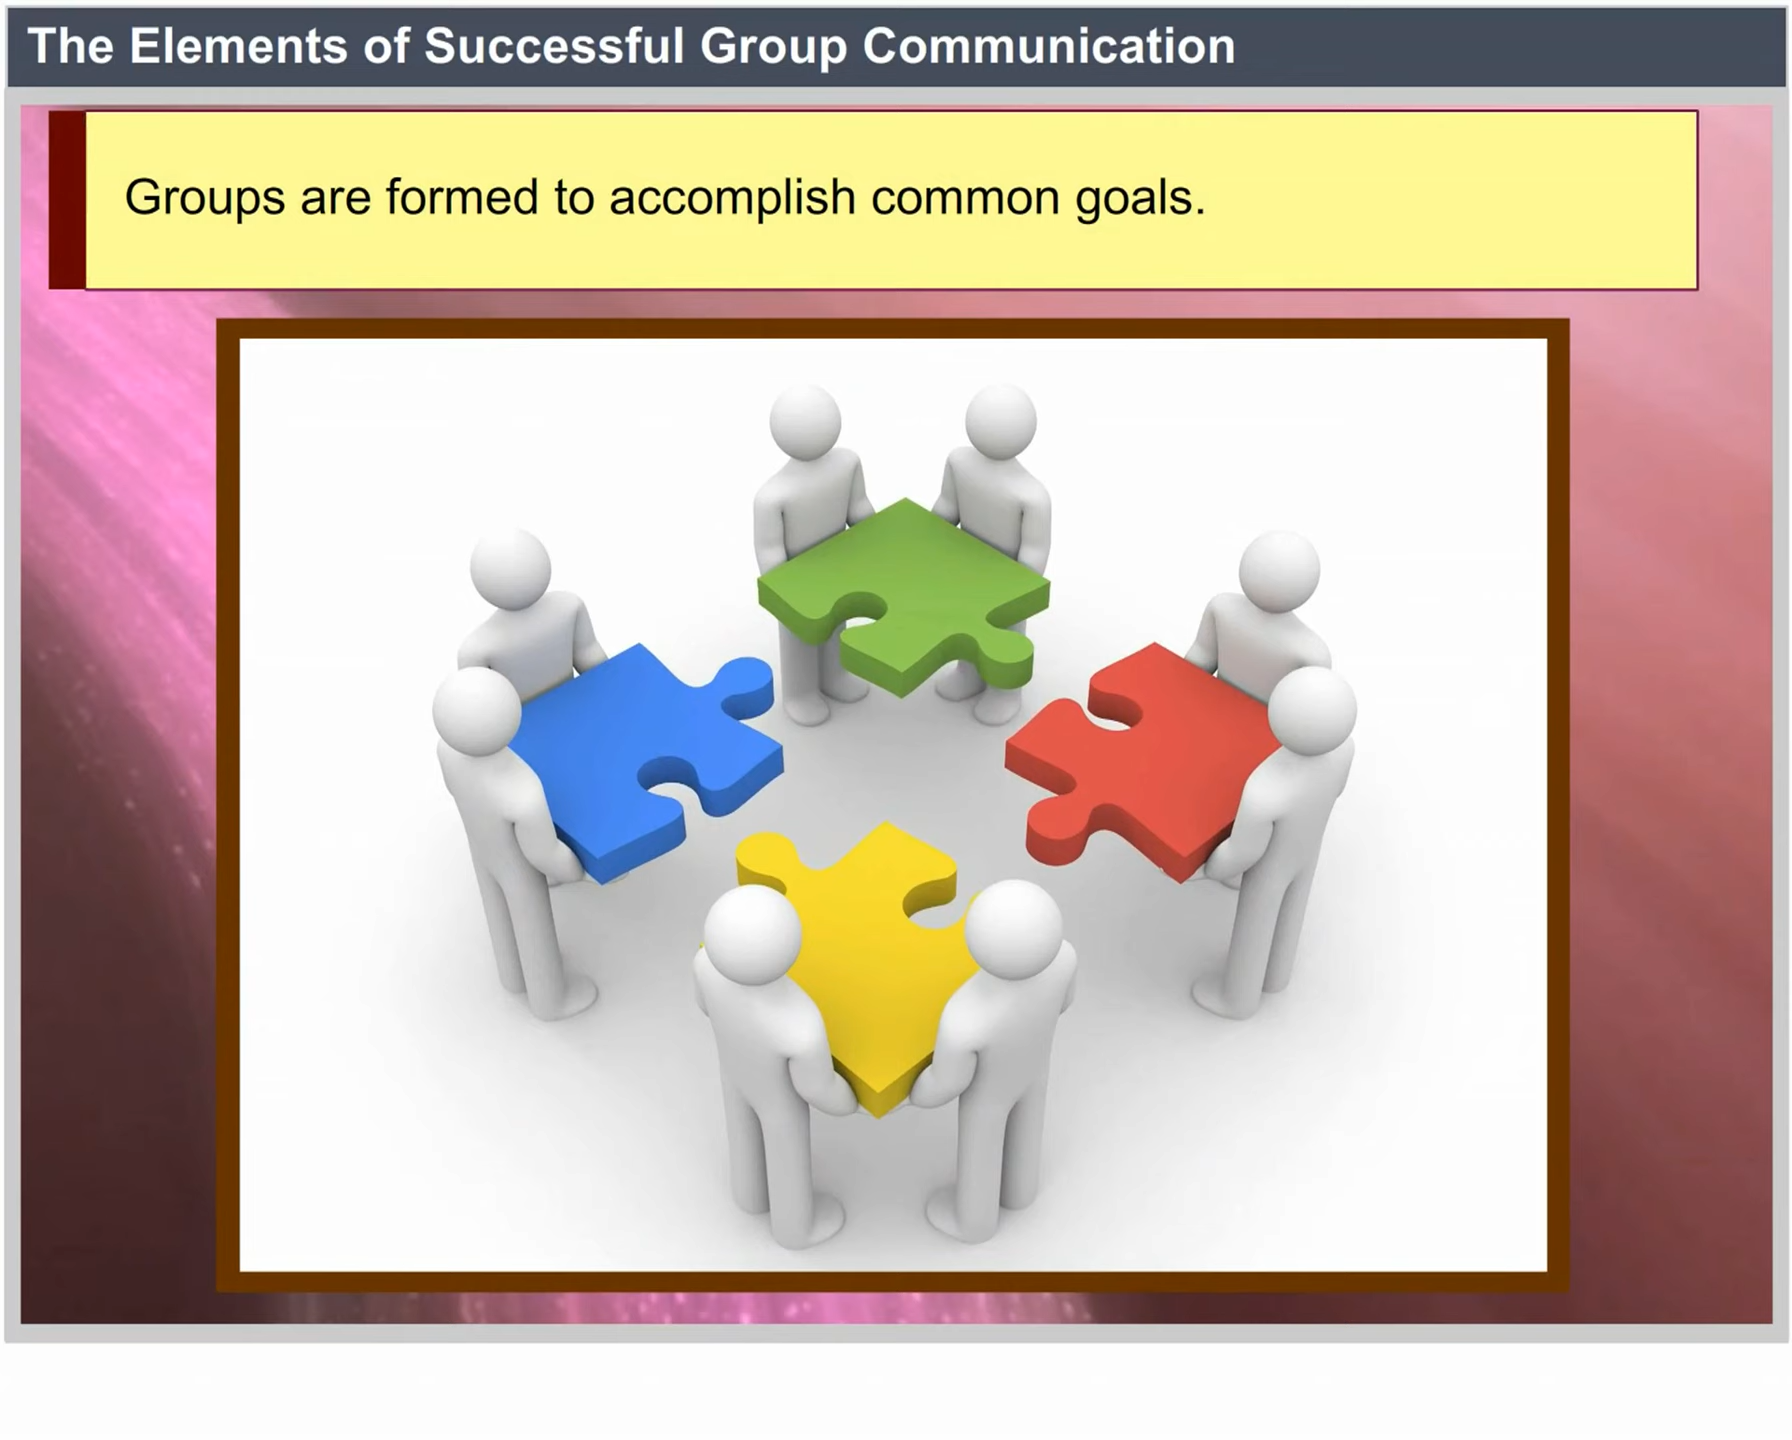 The Elements of Successful Group Communication
Groups are formed to accomplish common goals.